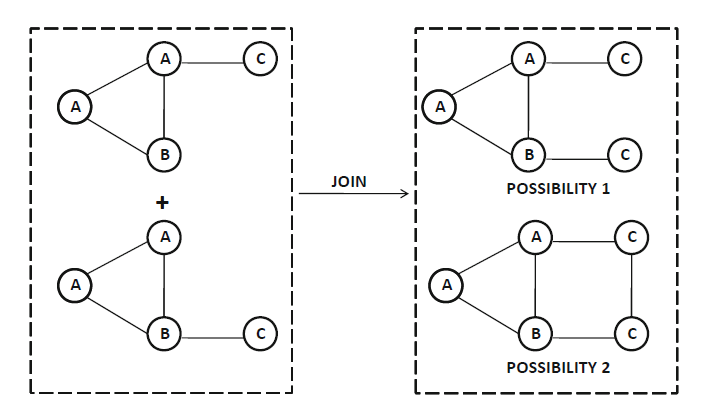 A C
A
B
+
A
A
B C
JOIN
A C
A
B C
POSSIBILITY 1
A C
A
B C
POSSIBILITY 2